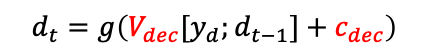 d_t = g(V_dec[y_d; d_{t-1}] + c_dec)